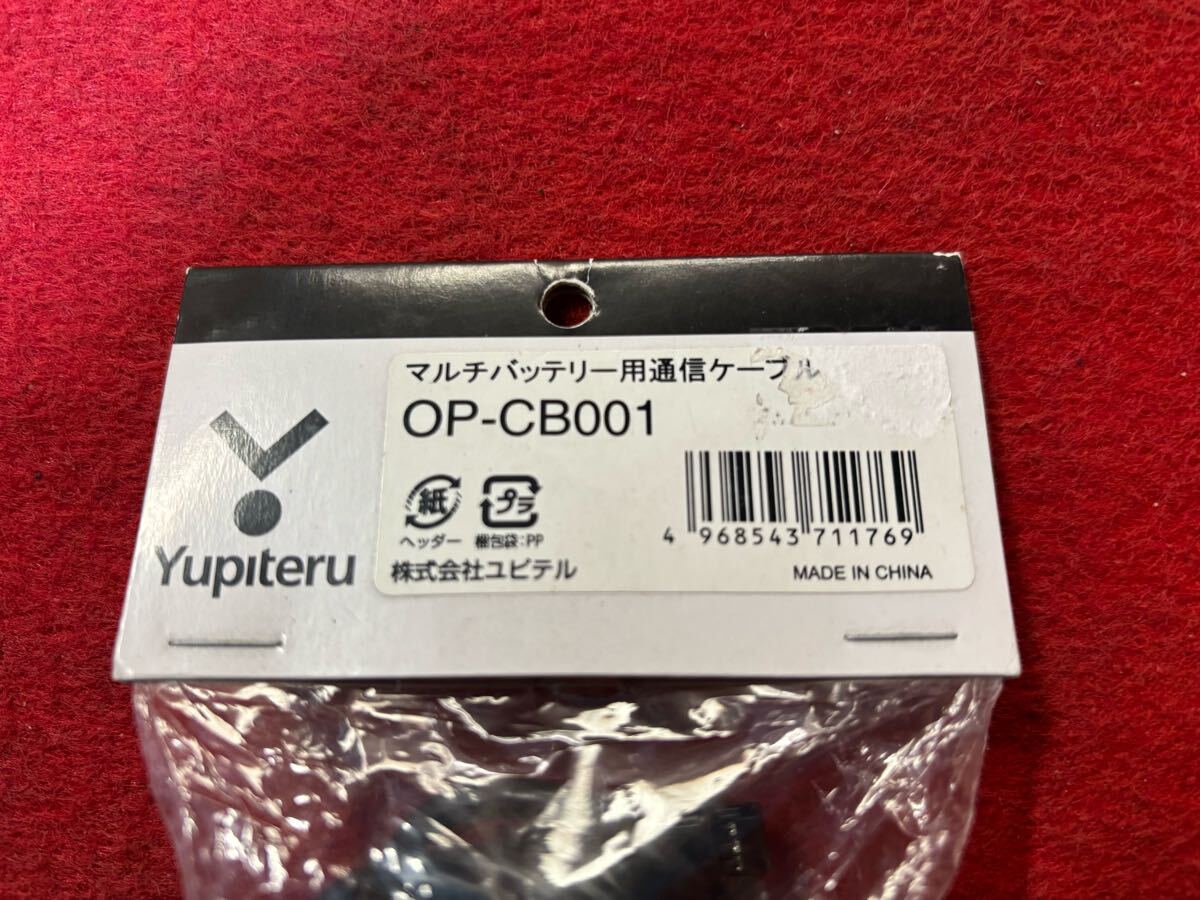 マルチバッテリー用通信ケーブル
OP-CB001
紙 プラ
ヘッダー 梱包袋:PP
4 968543 711769
株式会社ユピテル
MADE IN CHINA
Yupiteru